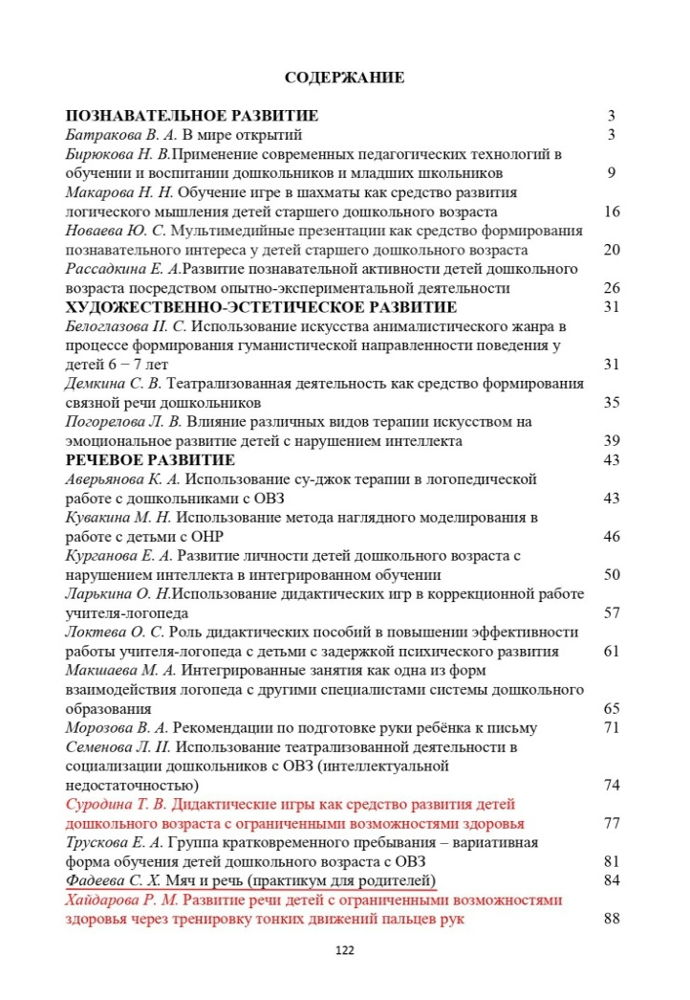 СОДЕРЖАНИЕ
ПОЗНАВАТЕЛЬНОЕ РАЗВИТИЕ 3
Батракова В. А. В мире открытий 3
Бирюкова Н. В.Применение современных педагогических технологий в
обучении и воспитании дошкольников и младших школьников 9
Макарова Н. Н. Обучение игре в шахматы как средство развития
логического мышления детей старшего дошкольного возраста 16
Новаева Ю. С. Мультимедийные презентации как средство формирования
познавательного интереса у детей старшего дошкольного возраста 20
Рассадкина Е. А.Развитие познавательной активности детей дошкольного
возраста посредством опытно-экспериментальной деятельности 26
ХУДОЖЕСТВЕННО-ЭСТЕТИЧЕСКОЕ РАЗВИТИЕ 31
Белоглазова П. С. Использование искусства анималистического жанра в
процессе формирования гуманистической направленности поведения у
детей 6 − 7 лет 31
Демкина С. В. Театрализованная деятельность как средство формирования
связной речи дошкольников 35
Погорелова Л. В. Влияние различных видов терапии искусством на
эмоциональное развитие детей с нарушением интеллекта 39
РЕЧЕВОЕ РАЗВИТИЕ 43
Аверьянова К. А. Использование су-джок терапии в логопедической
работе с дошкольниками с ОВЗ 43
Кувакина М. Н. Использование метода наглядного моделирования в
работе с детьми с ОНР 46
Курганова Е. А. Развитие личности детей дошкольного возраста с
нарушением интеллекта в интегрированном обучении 50
Ларькина О. Н.Использование дидактических игр в коррекционной работе
учителя-логопеда 57
Локтева О. С. Роль дидактических пособий в повышении эффективности
работы учителя-логопеда с детьми с задержкой психического развития 61
Макшаева М. А. Интегрированные занятия как одна из форм
взаимодействия логопеда с другими специалистами системы дошкольного
образования 65
Морозова В. А. Рекомендации по подготовке руки ребёнка к письму 71
Семенова Л. П. Использование театрализованной деятельности в
социализации дошкольников с ОВЗ (интеллектуальной
недостаточностью) 74
Суродина Т. В. Дидактические игры как средство развития детей
дошкольного возраста с ограниченными возможностями здоровья 77
Трускова Е. А. Группа кратковременного пребывания – вариативная
форма обучения детей дошкольного возраста с ОВЗ 81
Фадеева С. Х. Мяч и речь (практикум для родителей) 84
Хайдарова Р. М. Развитие речи детей с ограниченными возможностями
здоровья через тренировку тонких движений пальцев рук 88
122